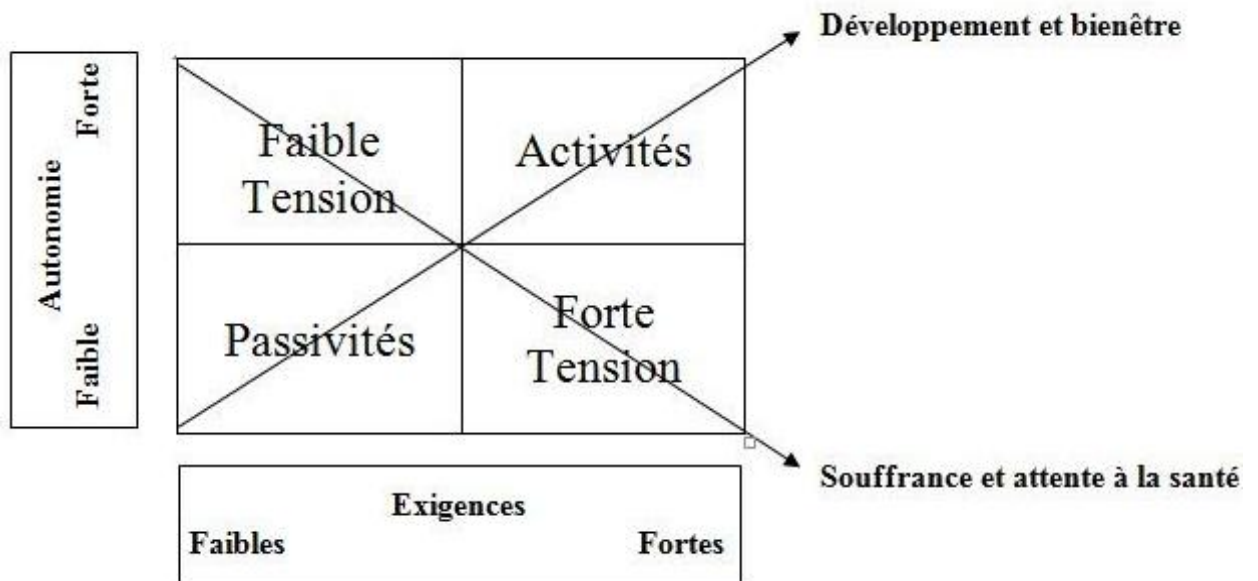 Développement et bienêtre
Forte
Autonomie
Faible
Faible
Tension
Activités
Passivités
Forte
Tension
Souffrance et attente à la santé
Exigences
Faibles
Fortes